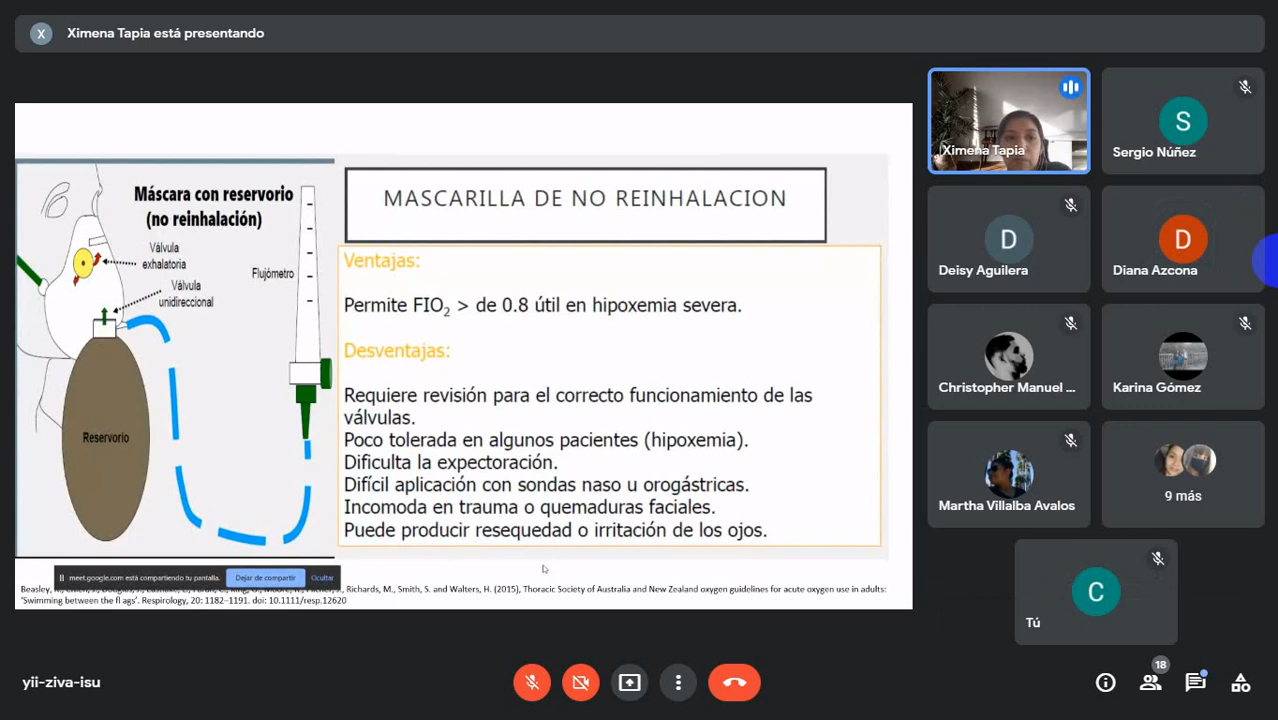 X
Ximena Tapia está presentando
Máscara con reservorio
(no reinhalación)
Válvula
exhalatoria
Válvula
unidireccional
Flujómetro
Reservorio
MASCARILLA DE NO REINHALACION
Ventajas:
Permite FIO₂ > de 0.8 útil en hipoxemia severa.
Desventajas:
Requiere revisión para el correcto funcionamiento de las
válvulas.
Poco tolerada en algunos pacientes (hipoxemia).
Dificulta la expectoración.
Difícil aplicación con sondas naso u orogástricas.
Incomoda en trauma o quemaduras faciales.
Puede producir resequedad o irritación de los ojos.
meet.google.com está compartiendo tu pantalla.
Dejar de compartir
Ocultar
Beasley, Richards, M., Smith, S. and Walters, H. (2015), Thoracic Society of Australia and New Zealand oxygen guidelines for acute oxygen use in adults:
'Swimming between the fl ags'. Respirology, 20: 1182–1191. doi: 10.1111/resp.12620
Ximena Tapia
S
Sergio Núñez
D
Deisy Aguilera
D
Diana Azcona
Christopher Manuel ...
Karina Gómez
Martha Villalba Avalos
9 más
C
Tú
yii-ziva-isu
18